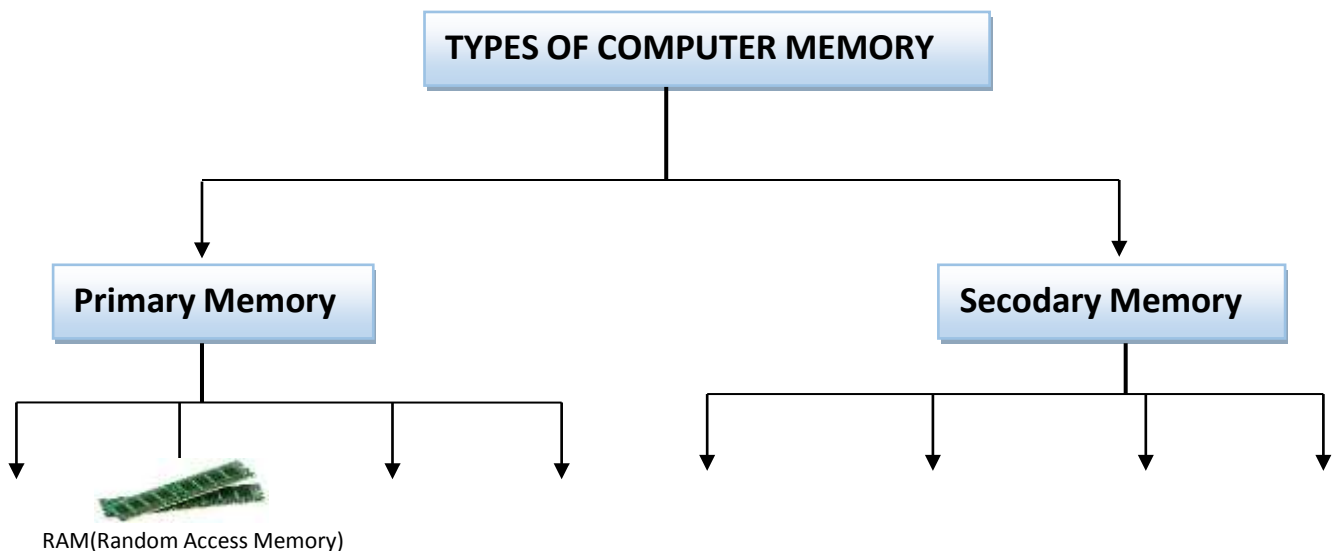 TYPES OF COMPUTER MEMORY
Primary Memory
Secodary Memory
RAM(Random Access Memory)